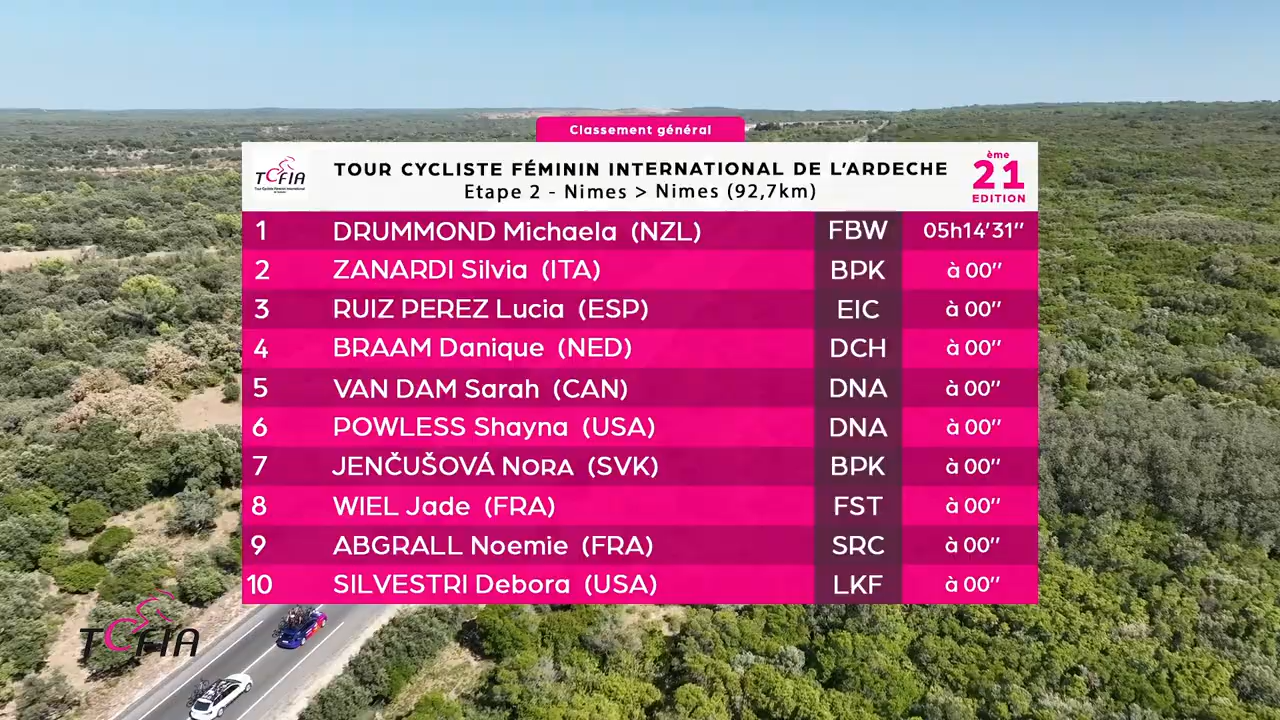 Classement général
TCFIA
Tour Cycliste Féminin International
TOUR CYCLISTE FÉMININ INTERNATIONAL DE L'ARDECHE
Etape 2 - Nimes > Nimes (92,7km)
21ème
EDITION
1 DRUMMOND Michaela (NZL) FBW 05h14'31''
2 ZANARDI Silvia (ITA) BPK à 00''
3 RUIZ PEREZ Lucia (ESP) EIC à 00''
4 BRAAM Danique (NED) DCH à 00''
5 VAN DAM Sarah (CAN) DNA à 00''
6 POWLESS Shayna (USA) DNA à 00''
7 JENČUŠOVÁ NORA (SVK) BPK à 00''
8 WIEL Jade (FRA) FST à 00''
9 ABGRALL Noemie (FRA) SRC à 00''
10 SILVESTRI Debora (USA) LKF à 00''
TCFIA